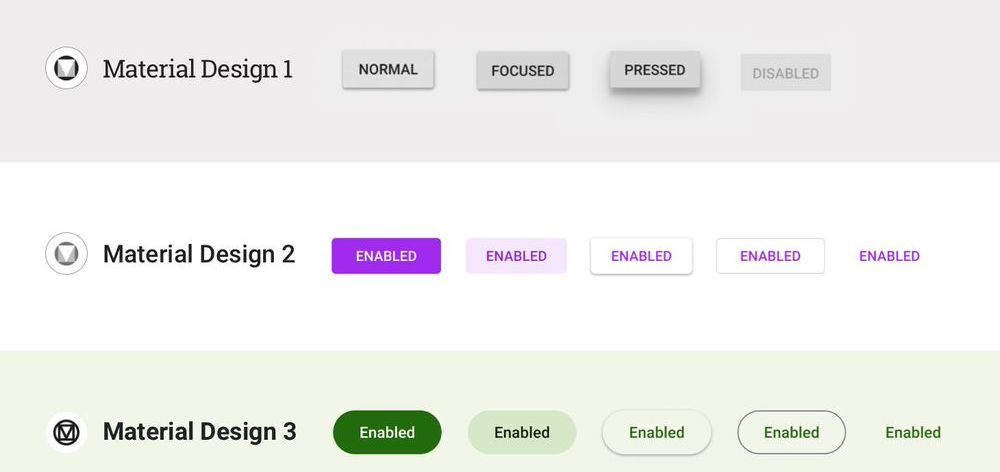 Material Design 1 NORMAL FOCUSED PRESSED DISABLED
Material Design 2 ENABLED ENABLED ENABLED ENABLED ENABLED
Material Design 3 Enabled Enabled Enabled Enabled Enabled